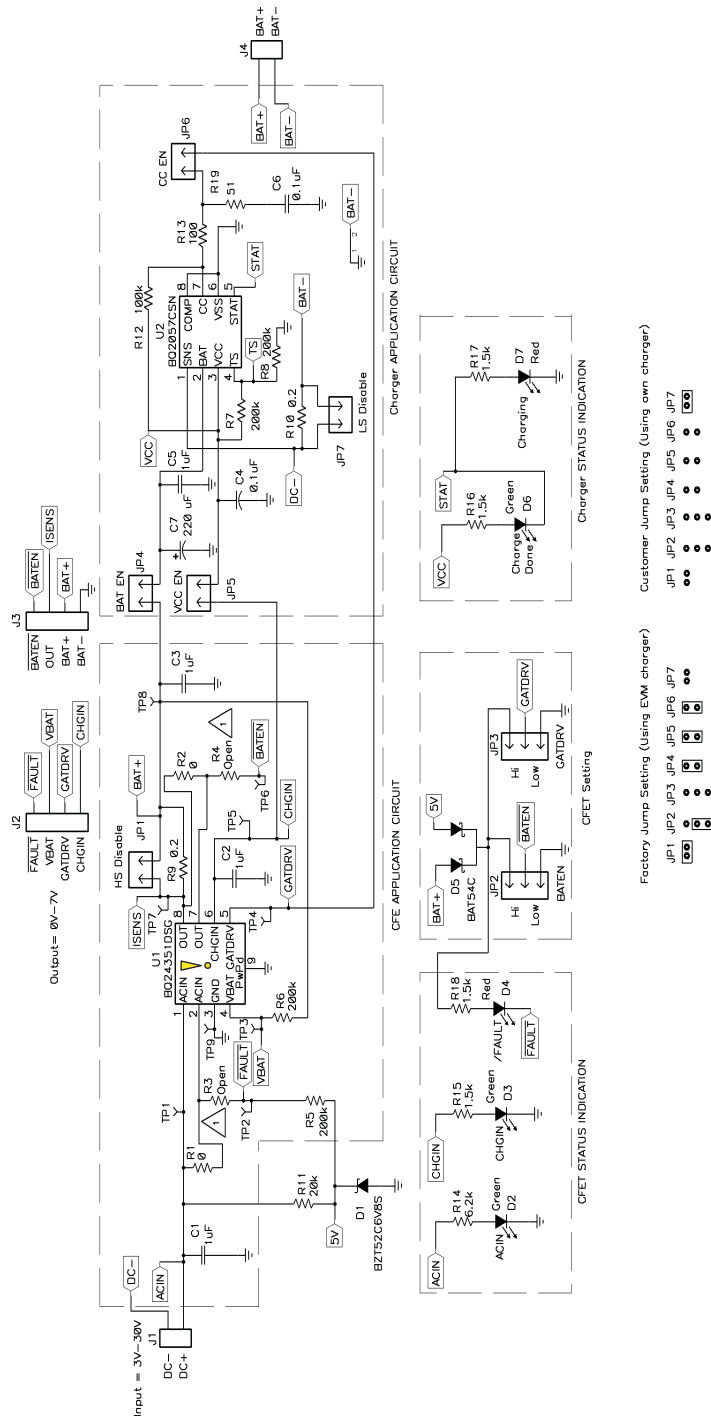 Input = 3V-30V
J1
DC-
DC+
DC-
ACIN
C1
1uF
R11
20k
5V
D1
BZT52C6V8S
TP1
R1
0
R3
Open
1
FAULT
TP2
R5
200k
U1
BQ24351DSG
ACIN
ACIN
GND
VBAT
OUT
OUT
CHGIN
GATDRV
PwPd
1
2
3
4
5
6
7
8
9
TP9
TP3
VBAT
R6
200k
ISENS
TP7
HS Disable
JP1
R9 0.2
BAT+
R2
0
R4
Open
1
BATEN
TP6
TP5
C2
1uF
CHGIN
GATDRV
TP4
TP8
C3
1uF
CFE APPLICATION CIRCUIT
Output= 0V-7V
J2
FAULT
VBAT
GATDRV
CHGIN
FAULT
VBAT
GATDRV
CHGIN
J3
BATEN
OUT
BAT+
BAT-
BATEN
ISENS
BAT+
BAT EN
JP4
VCC EN
JP5
C7
220 uF
C5
1uF
C4
0.1uF
VCC
R12 100k
U2
BQ2057CSN
SNS
BAT
VCC
TS
COMP
CC
VSS
STAT
1
2
3
4
5
6
7
8
R7
200k
TS
R8
200k
STAT
R13
100
R19
51
C6
0.1uF
CC EN
JP6
DC-
R10 0.2
BAT-
JP7
LS Disable
1 2
BAT-
Charger APPLICATION CIRCUIT
BAT+
BAT-
J4
BAT+
BAT-
ACIN
R14
6.2k
Green
ACIN
D2
CHGIN
R15
1.5k
Green
CHGIN
D3
R18
1.5k
Red
/FAULT
D4
FAULT
CFET STATUS INDICATION
BAT+
5V
D5
BAT54C
JP2
Hi
Low
BATEN
BATEN
JP3
Hi
Low
GATDRV
GATDRV
CFET Setting
VCC
R16
1.5k
Green
Charge
Done
D6
STAT
R17
1.5k
Charging
D7
Red
Charger STATUS INDICATION
Factory Jump Setting (Using EVM charger)
JP1 JP2 JP3 JP4 JP5 JP6 JP7
Customer Jump Setting (Using own charger)
JP1 JP2 JP3 JP4 JP5 JP6 JP7